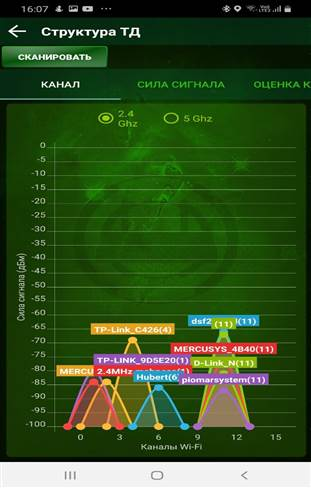 16:07
Структура ТД
СКАНИРОВАТЬ
КАНАЛ
СИЛА СИГНАЛА
ОЦЕНКА К
2.4
Ghz
5 Ghz
0
-5
-10
-15
-20
-25
-30
-35
-40
-45
-50
-55
-60
-65
-70
-75
-80
-85
-90
-95
-100
Сила сигнала (дБм)
dsf2
(11)
(11)
TP-Link_C426(4)
MERCUSYS_4B40(11)
TP-LINK_9D5E20(1)
D-Link_N(11)
MERCU
2.4MHz
Hubert(6)
piomarsystem(11)
0
3
6
9
12
15
Каналы Wi-Fi